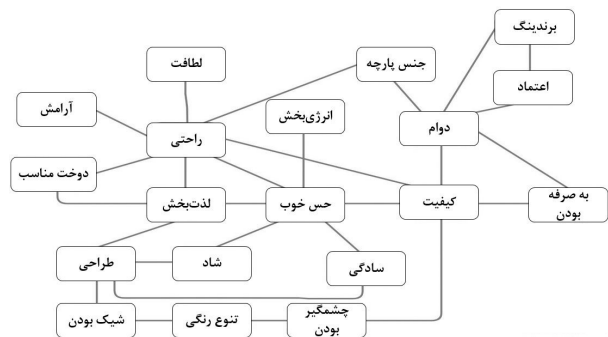 برندینگ
لطافت
جنس پارچه
اعتماد
آرامش
انرژی‌بخش
دوام
راحتی
دوخت مناسب
لذت‌بخش
حس خوب
کیفیت
به صرفه
بودن
طراحی
شاد
سادگی
شیک بودن
تنوع رنگی
چشمگیر
بودن